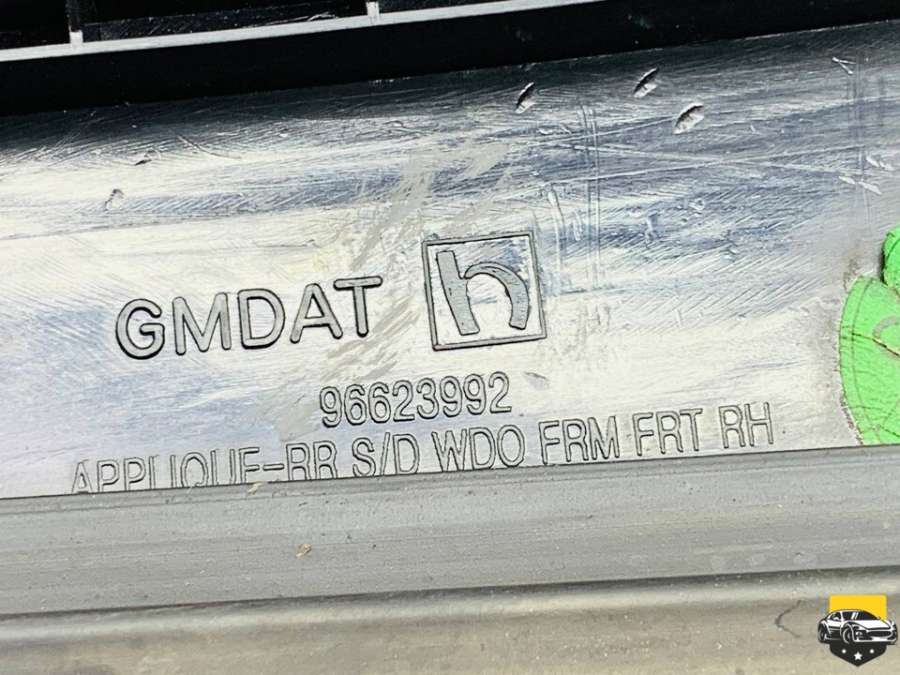 GMDAT h
96623992
APPLIQUE-RR S/D WDO FRM FRT RH